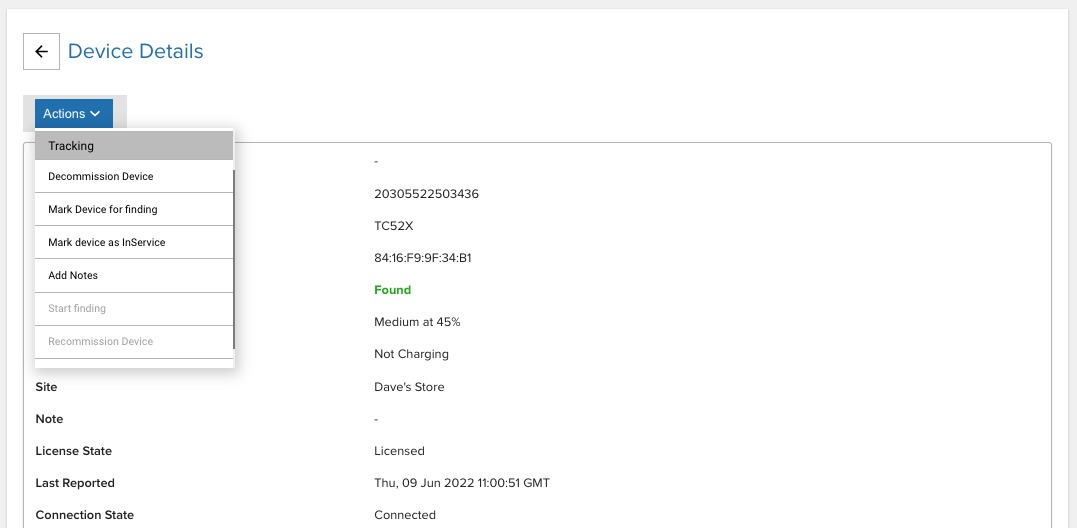 Device Details
Actions
Tracking
Decommission Device
Mark Device for finding
Mark device as InService
Add Notes
Start finding
Recommission Device
-
20305522503436
TC52X
84:16:F9:9F:34:B1
Found
Medium at 45%
Not Charging
Site Dave's Store
Note -
License State Licensed
Last Reported Thu, 09 Jun 2022 11:00:51 GMT
Connection State Connected